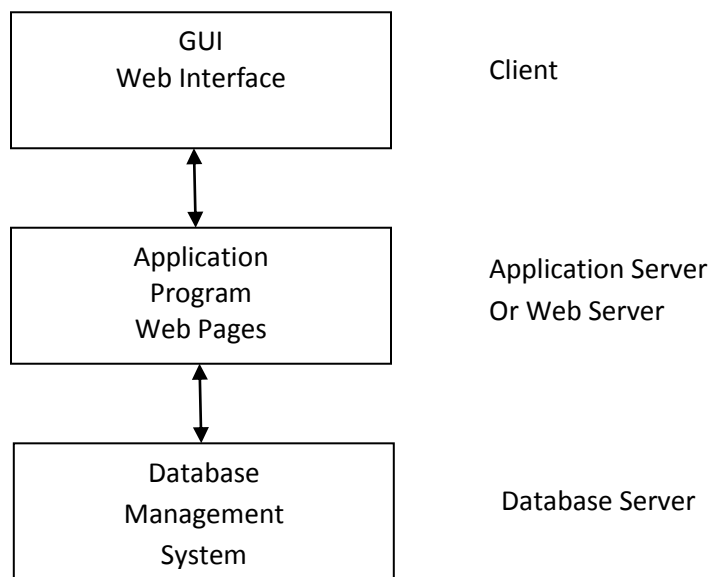 GUI
Web Interface
Client
Application
Program
Web Pages
Application Server
Or Web Server
Database
Management
System
Database Server